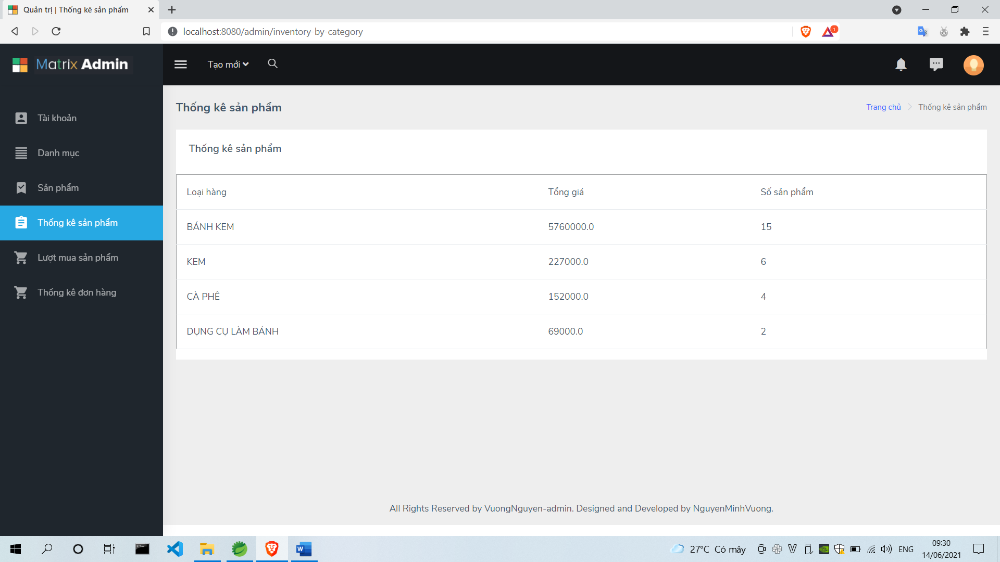 Quản trị | Thống kê sản phẩm
localhost:8080/admin/inventory-by-category
1
Matrix Admin
Tạo mới
Tài khoản
Danh mục
Sản phẩm
Thống kê sản phẩm
Lượt mua sản phẩm
Thống kê đơn hàng
Thống kê sản phẩm
Trang chủ Thống kê sản phẩm
Thống kê sản phẩm
Loại hàng Tổng giá Số sản phẩm
BÁNH KEM 5760000.0 15
KEM 227000.0 6
CÀ PHÊ 152000.0 4
DỤNG CỤ LÀM BÁNH 69000.0 2
All Rights Reserved by VuongNguyen-admin. Designed and Developed by NguyenMinhVuong.
27°C Có mây
ENG
09:30
14/06/2021